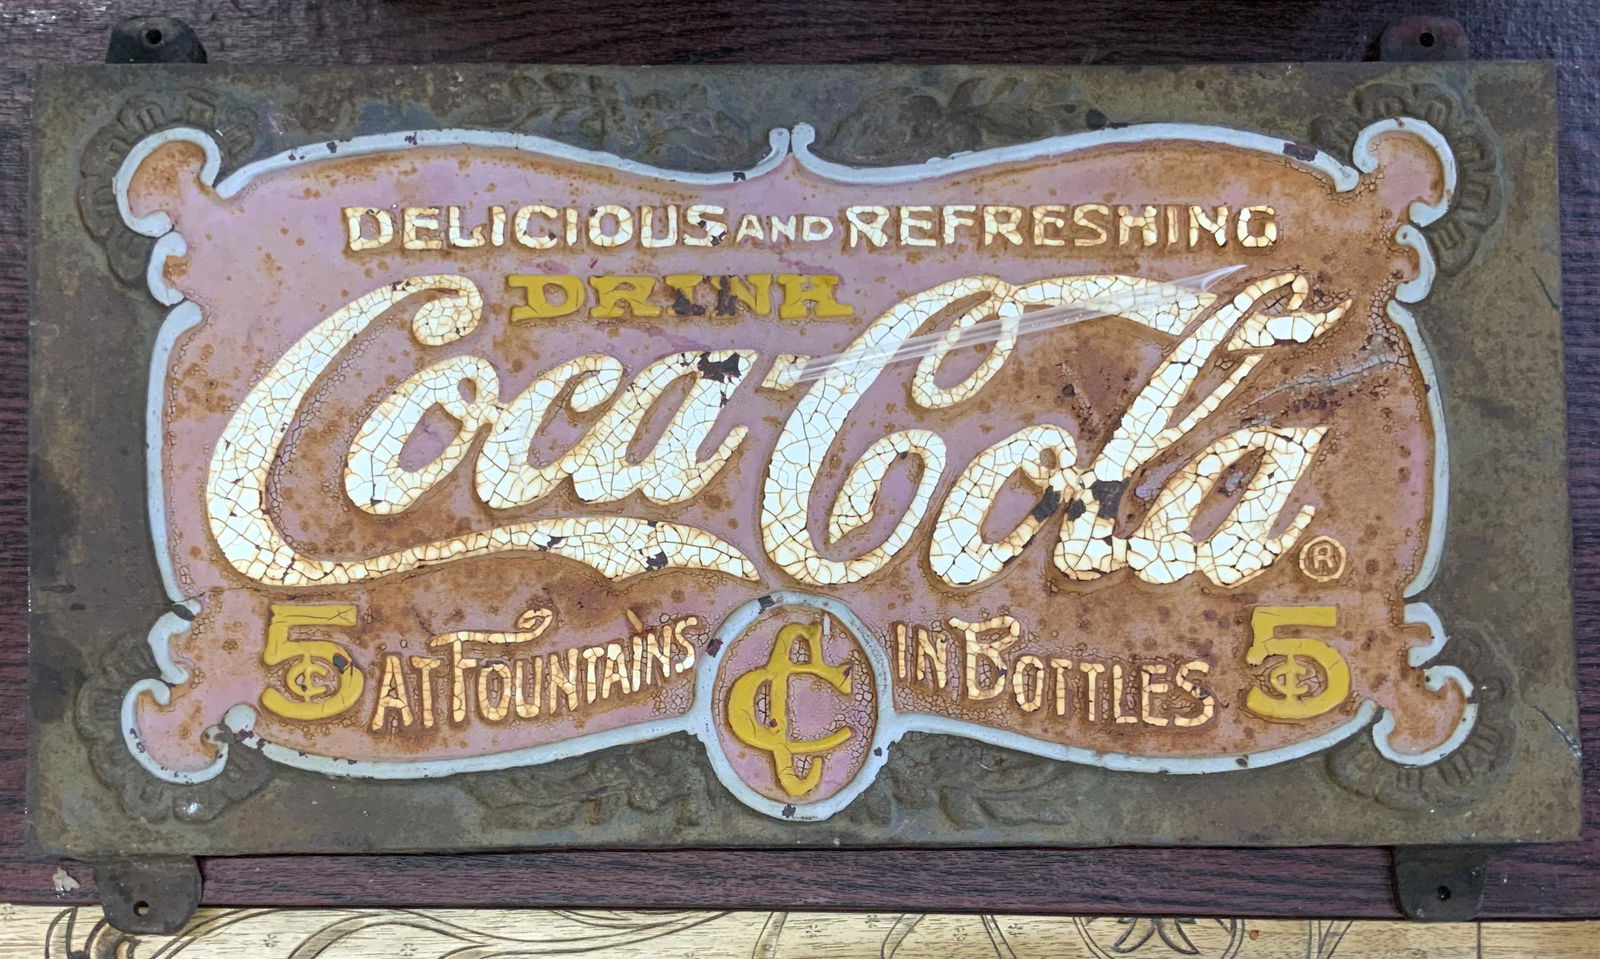 DELICIOUS AND REFRESHING
DRINK
Coca-Cola ®
5¢ AT FOUNTAINS ¢ IN BOTTLES 5¢